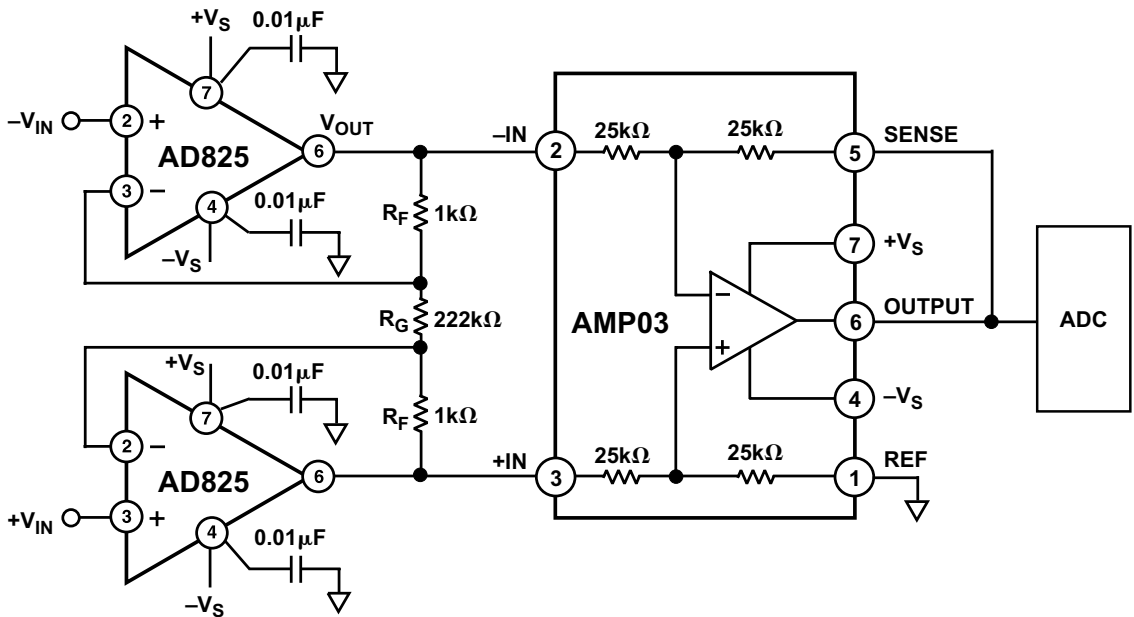 +VS
0.01µF
7
−VIN
2
+
AD825
VOUT
6
3
−
4
0.01µF
−VS
RF
1kΩ
RG
222kΩ
+VS
0.01µF
7
RF
1kΩ
2
−
AD825
6
+VIN
3
+
4
0.01µF
−VS
−IN
2
25kΩ
25kΩ
5
SENSE
7
+VS
AMP03
−
+
6
OUTPUT
4
−VS
+IN
3
25kΩ
25kΩ
1
REF
ADC